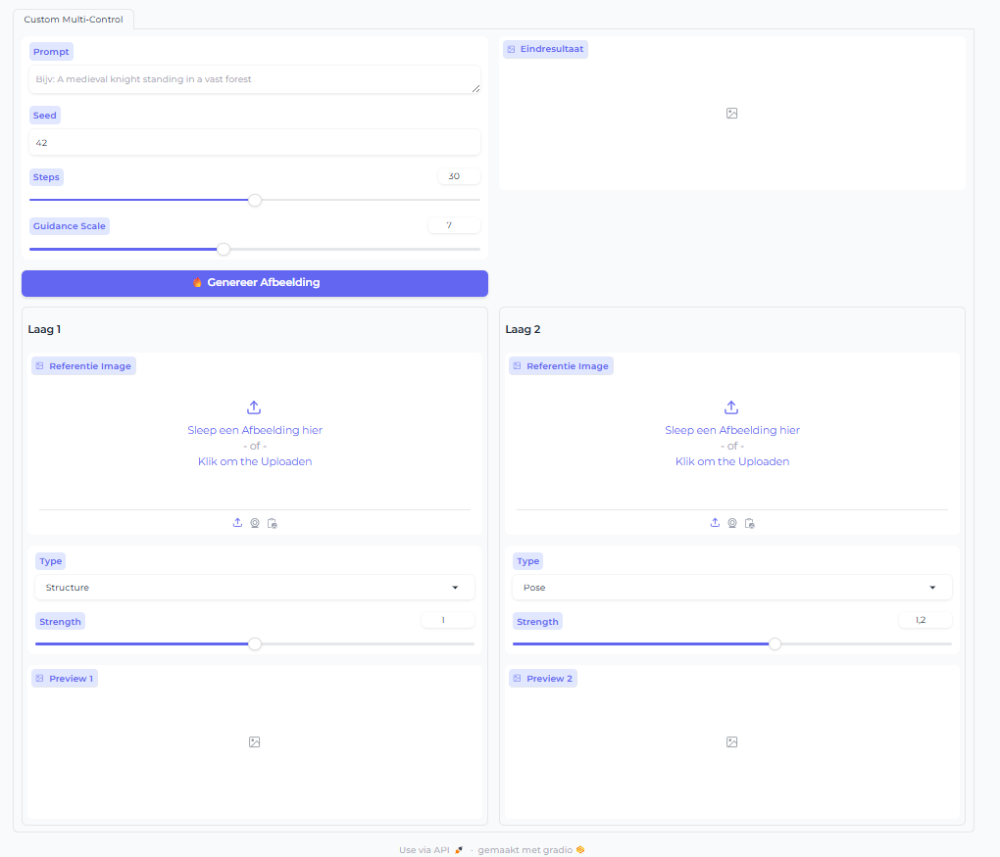 Custom Multi-Control
Prompt
Bijv: A medieval knight standing in a vast forest
Seed
42
Steps
30
Guidance Scale
7
Genereer Afbeelding
Eindresultaat
Laag 1
Referentie Image
Sleep een Afbeelding hier
- of -
Klik om the Uploaden
Type
Structure
Strength
1
Preview 1
Laag 2
Referentie Image
Sleep een Afbeelding hier
- of -
Klik om the Uploaden
Type
Pose
Strength
1,2
Preview 2
Use via API · gemaakt met gradio